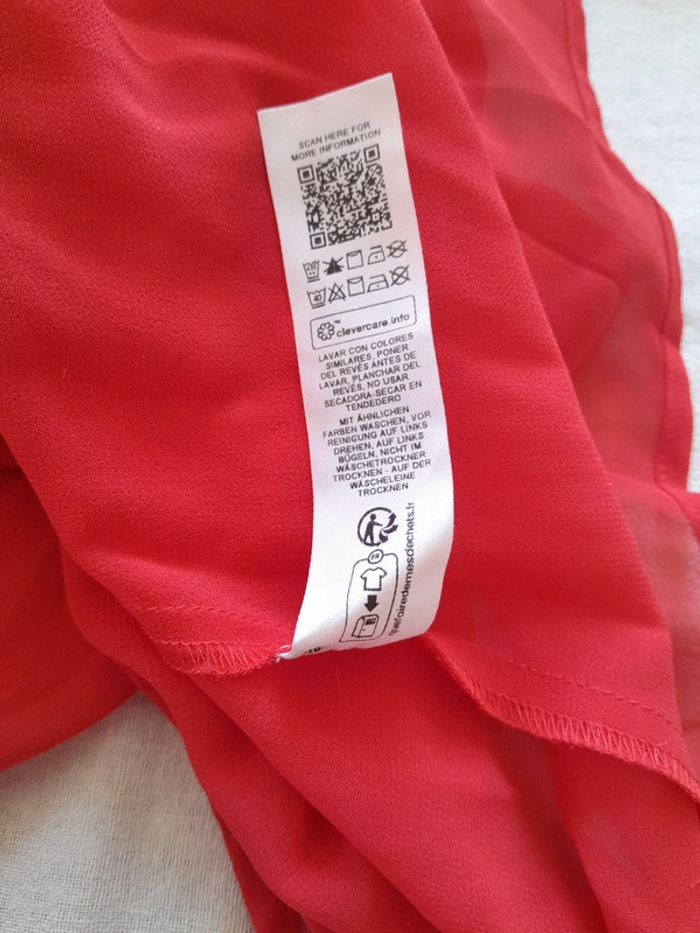 SCAN HERE FOR
MORE INFORMATION
40
™
clevercare.info
LAVAR CON COLORES
SIMILARES, PONER
DEL REVÉS ANTES DE
LAVAR, PLANCHAR DEL
REVÉS, NO USAR
SECADORA-SECAR EN
TENDEDERO
MIT ÄHNLICHEN
FARBEN WASCHEN, VOR
REINIGUNG AUF LINKS
DREHEN, AUF LINKS
BÜGELN, NICHT IM
WÄSCHETROCKNER
TROCKNEN - AUF DER
WÄSCHELEINE
TROCKNEN
FR
quefairedemesdechets.fr